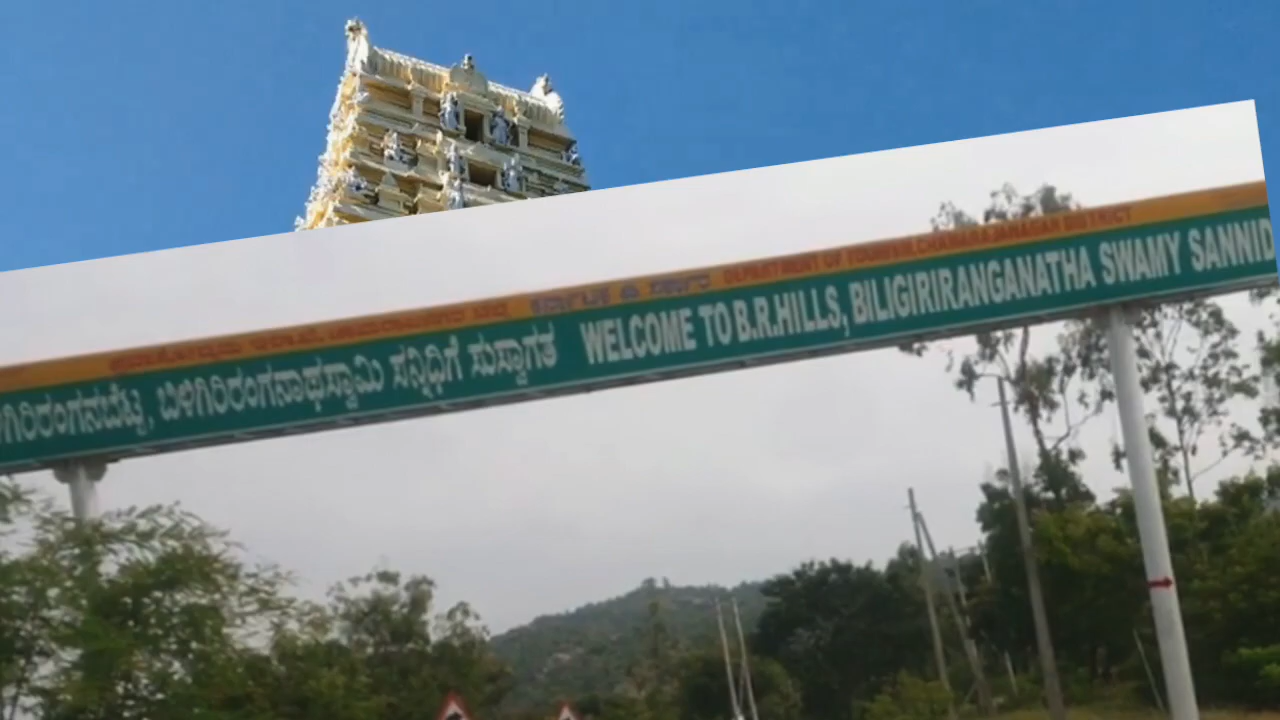 DEPARTMENT OF TOURISM.CHAMARAJANAGAR DISTRICT
ಗಿರಿರಂಗನಬೆಟ್ಟ, ಬಿಳಿಗಿರಿರಂಗನಾಥಸ್ವಾಮಿ ಸನ್ನಿಧಿಗೆ ಸುಸ್ವಾಗತ WELCOME TO B.R.HILLS, BILIGIRIRANGANATHA SWAMY SANNID